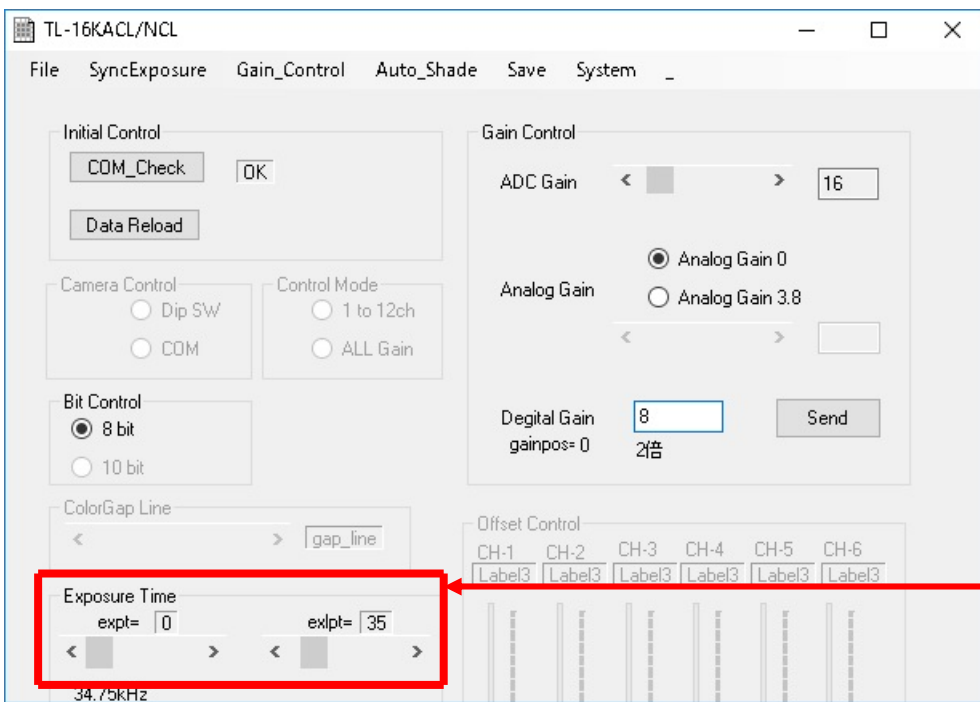 TL-16KACL/NCL
File SyncExposure Gain_Control Auto_Shade Save System _
Initial Control
COM_Check OK
Data Reload
Camera Control
Dip SW
COM
Control Mode
1 to 12ch
ALL Gain
Bit Control
8 bit
10 bit
ColorGap Line
gap_line
Exposure Time
expt= 0 exlpt= 35
34.75kHz
Gain Control
ADC Gain 16
Analog Gain
Analog Gain 0
Analog Gain 3.8
Degital Gain 8 Send
gainpos= 0 2倍
Offset Control
CH-1 CH-2 CH-3 CH-4 CH-5 CH-6
Label3 Label3 Label3 Label3 Label3 Label3